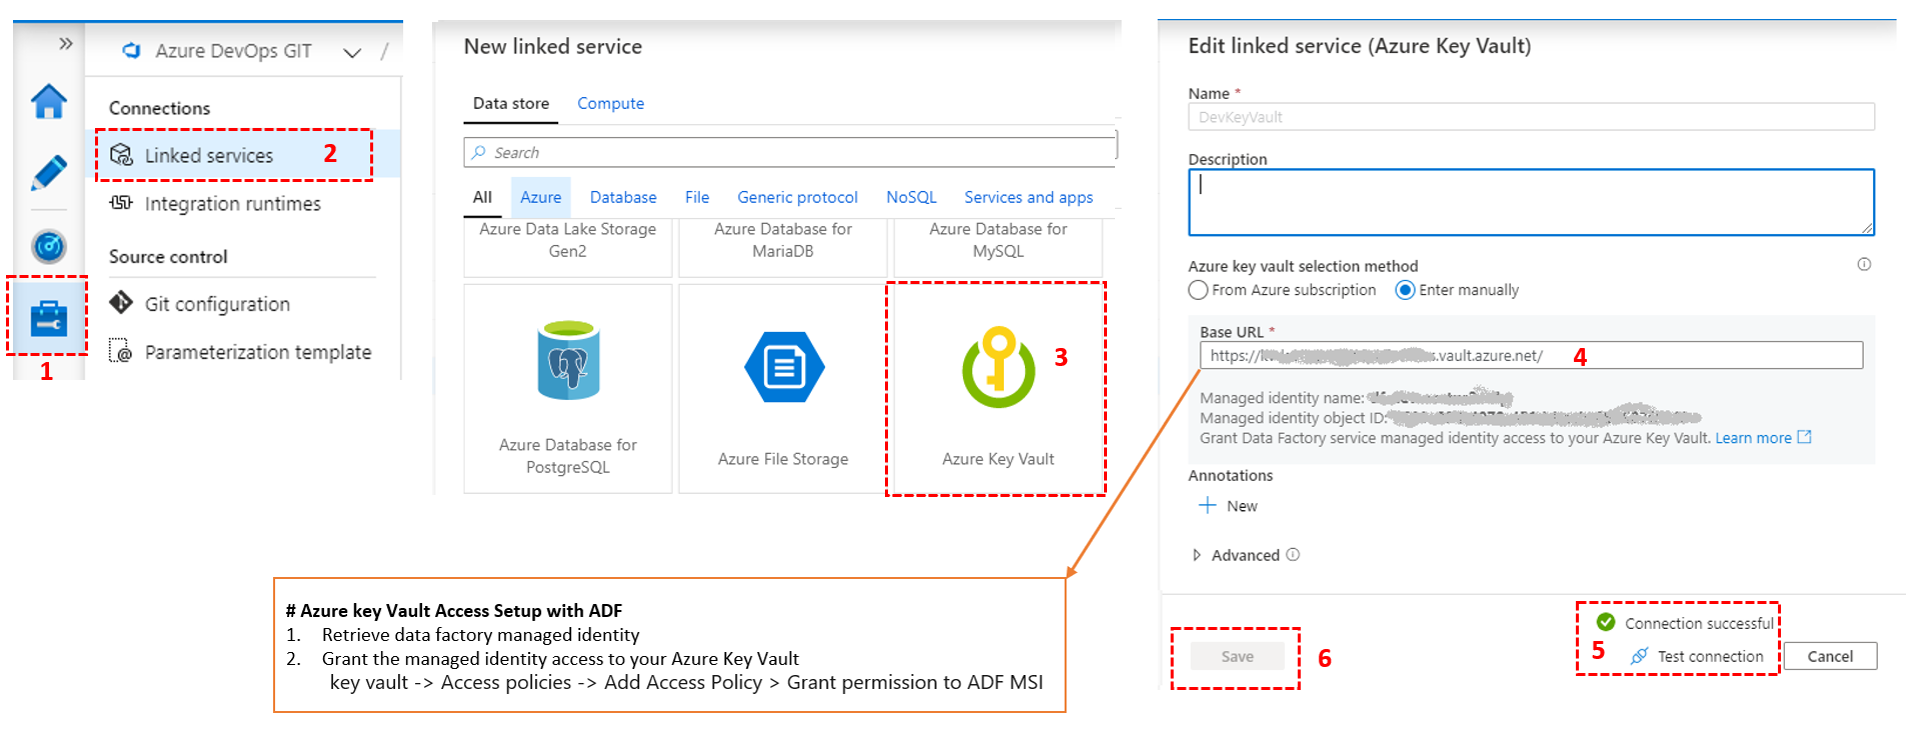 Azure DevOps GIT
/
Connections
Linked services
2
Integration runtimes
Source control
Git configuration
Parameterization template
1
New linked service
Data store
Compute
Search
All
Azure
Database
File
Generic protocol
NoSQL
Services and apps
Azure Data Lake Storage
Gen2
Azure Database for
MariaDB
Azure Database for
MySQL
Azure Database for
PostgreSQL
Azure File Storage
Azure Key Vault
3
Edit linked service (Azure Key Vault)
Name *
DevKeyVault
Description
Azure key vault selection method
From Azure subscription
Enter manually
Base URL *
https:// s.vault.azure.net/
4
Managed identity name:
Managed identity object ID:
Grant Data Factory service managed identity access to your Azure Key Vault. Learn more
Annotations
New
Advanced
Connection successful
5
Test connection
Cancel
Save
6
# Azure key Vault Access Setup with ADF
1. Retrieve data factory managed identity
2. Grant the managed identity access to your Azure Key Vault
key vault -> Access policies -> Add Access Policy > Grant permission to ADF MSI